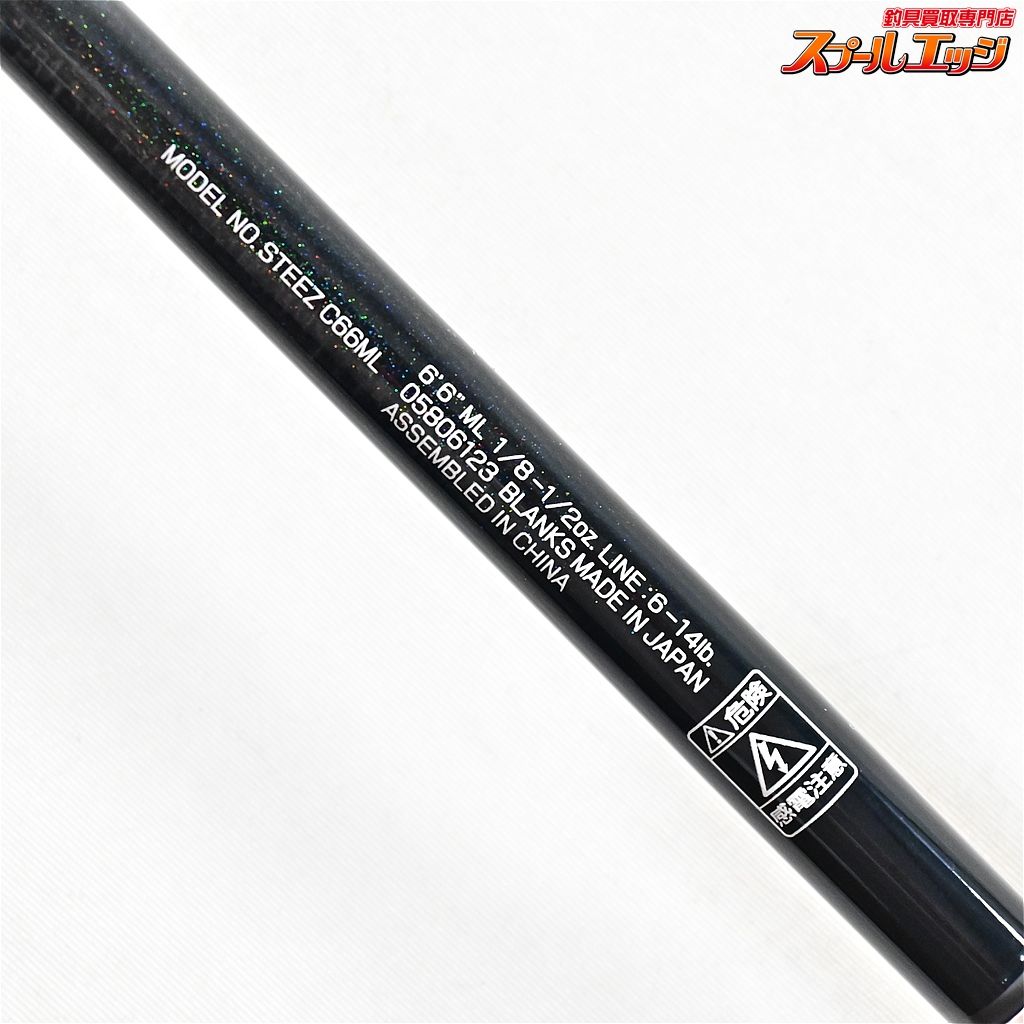 釣具買取専門店
スプールエッジ
MODEL NO.STEEZ C66ML
6'6" ML 1/8-1/2oz. LINE:6-14lb.
05806123 BLANKS MADE IN JAPAN
ASSEMBLED IN CHINA
危険
感電注意